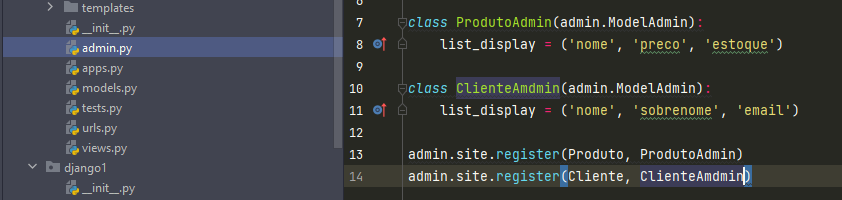 templates
__init__.py
admin.py
apps.py
models.py
tests.py
urls.py
views.py
django1
__init__.py
7 class ProdutoAdmin(admin.ModelAdmin):
8     list_display = ('nome', 'preco', 'estoque')
9
10 class ClienteAmdmin(admin.ModelAdmin):
11     list_display = ('nome', 'sobrenome', 'email')
12
13 admin.site.register(Produto, ProdutoAdmin)
14 admin.site.register(Cliente, ClienteAmdmin)